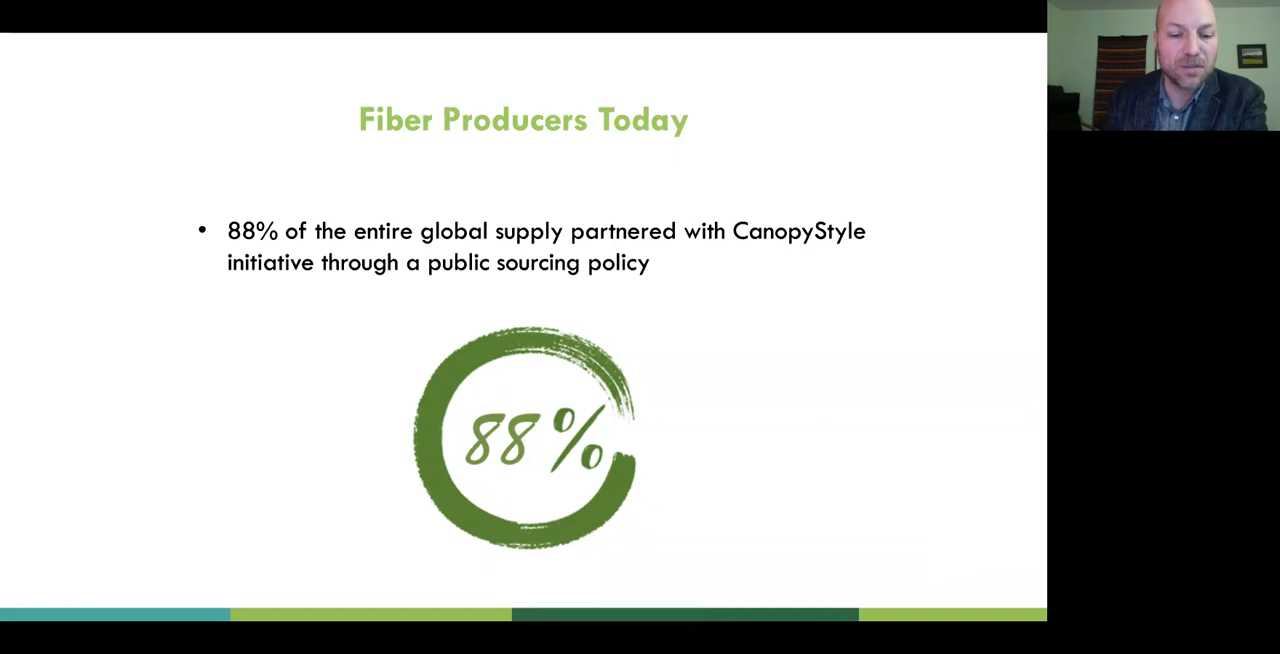 Fiber Producers Today
• 88% of the entire global supply partnered with CanopyStyle
initiative through a public sourcing policy
88%